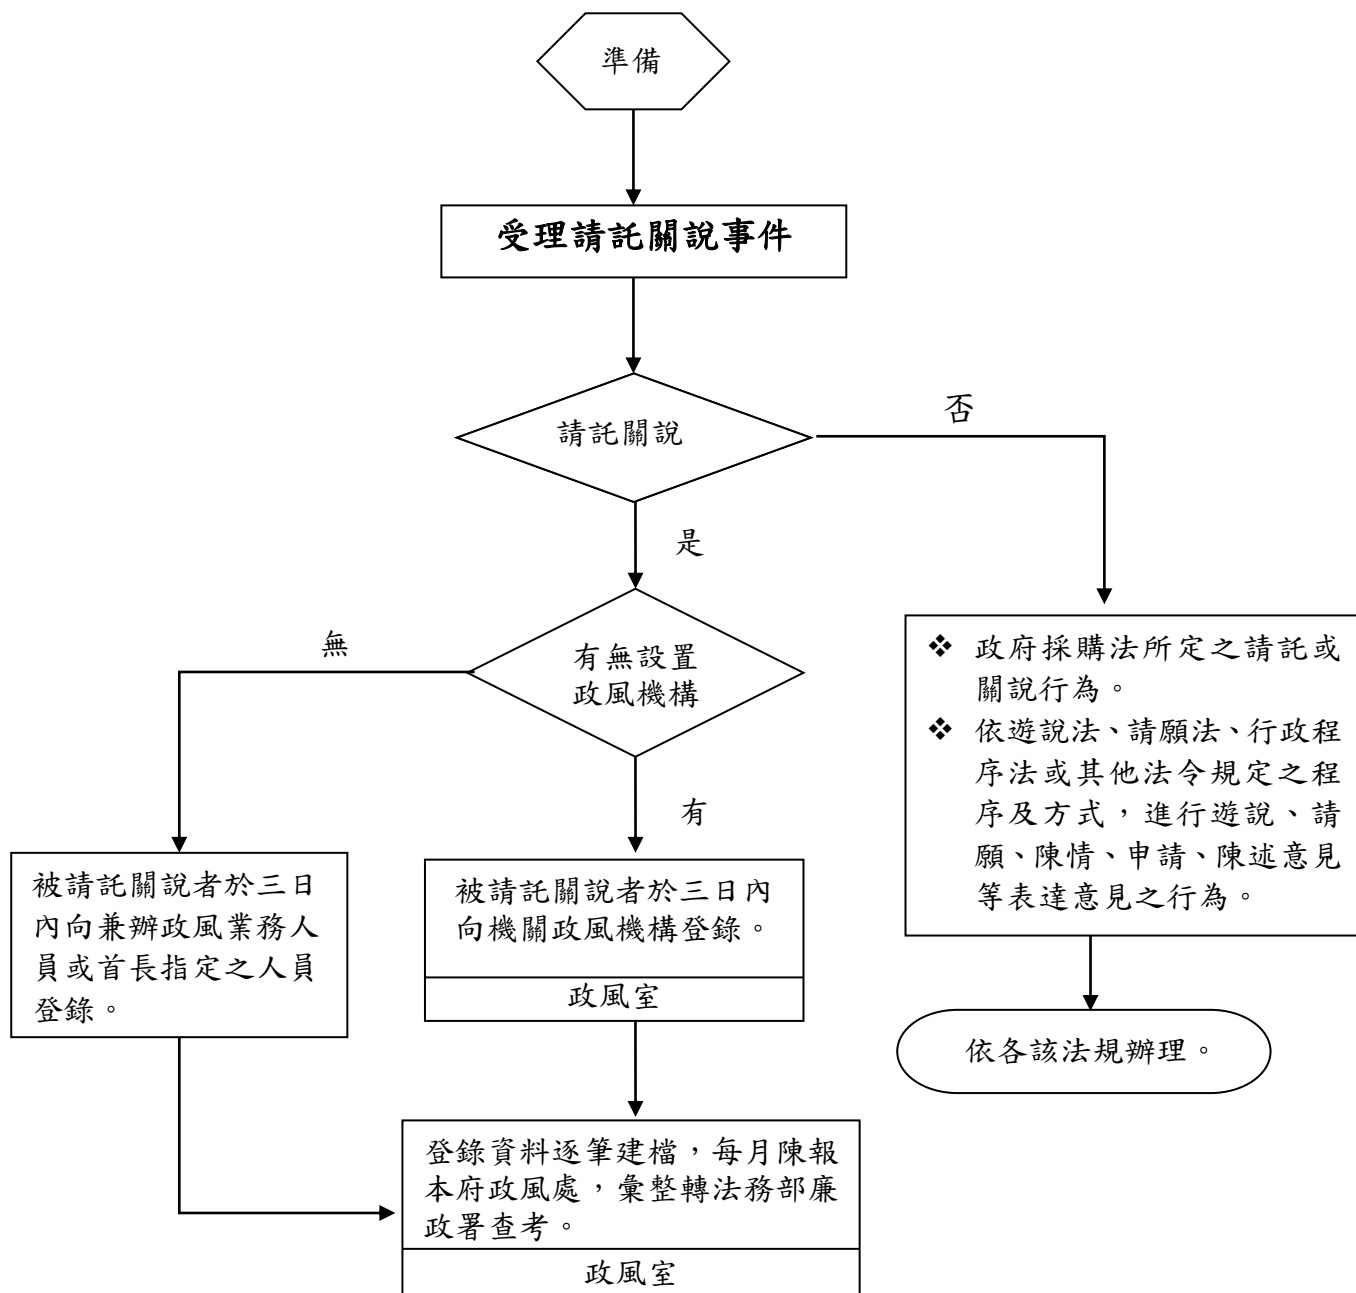 準備
受理請託關說事件
請託關說
否
是
有無設置
政風機構
無
有
❖ 政府採購法所定之請託或
關說行為。
❖ 依遊說法、請願法、行政程
序法或其他法令規定之程
序及方式，進行遊說、請
願、陳情、申請、陳述意見
等表達意見之行為。
被請託關說者於三日
內向兼辦政風業務人
員或首長指定之人員
登錄。
被請託關說者於三日內
向機關政風機構登錄。
政風室
依各該法規辦理。
登錄資料逐筆建檔，每月陳報
本府政風處，彙整轉法務部廉
政署查考。
政風室